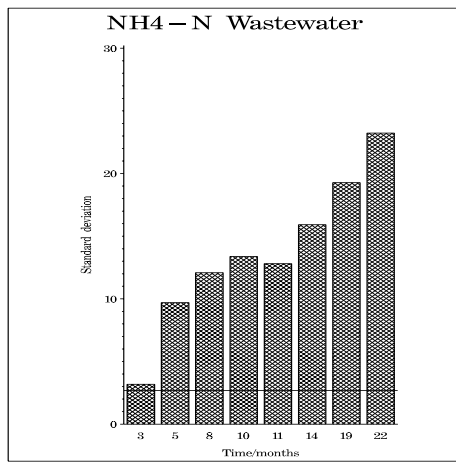 NH4 – N Wastewater
30
20
10
0
Standard deviation
3 5 8 10 11 14 19 22
Time/months